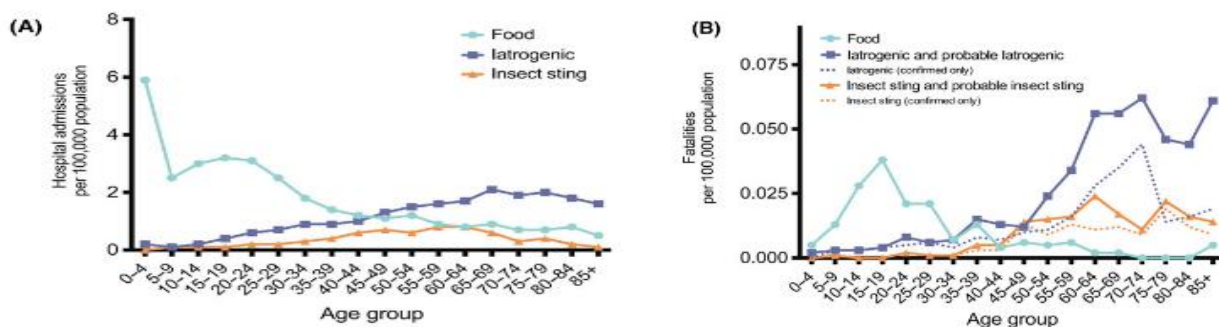 (A)
8
6
4
2
0
Hospital admissions
per 100,000 population
Food
Iatrogenic
Insect sting
0–4
5–9
10–14
15–19
20–24
25–29
30–34
35–39
40–44
45–49
50–54
55–59
60–64
65–69
70–74
75–79
80–84
85+
Age group
(B)
0.075
0.050
0.025
0.000
Fatalities
per 100,000 population
Food
Iatrogenic and probable Iatrogenic
Iatrogenic (confirmed only)
Insect sting and probable insect sting
Insect sting (confirmed only)
0–4
5–9
10–14
15–19
20–24
25–29
30–34
35–39
40–44
45–49
50–54
55–59
60–64
65–69
70–74
75–79
80–84
85+
Age group